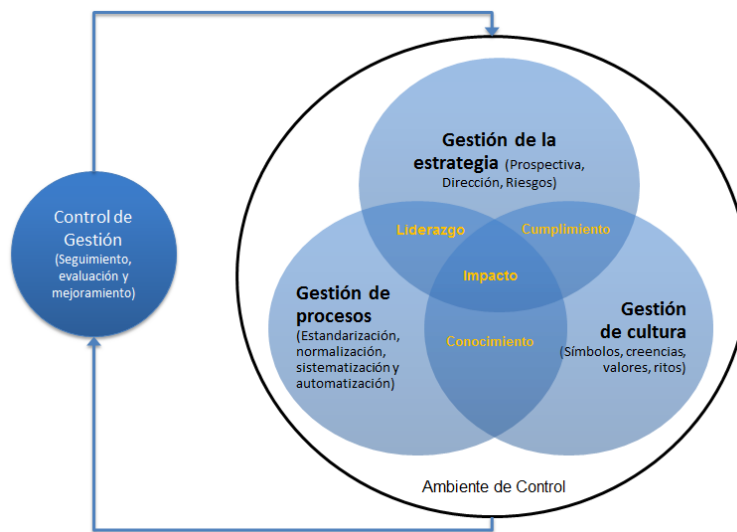 Control de
Gestión
(Seguimiento,
evaluación y
mejoramiento)
Gestión de la
estrategia (Prospectiva,
Dirección, Riesgos)
Liderazgo
Cumplimiento
Impacto
Gestión de
procesos
(Estandarización,
normalización,
sistematización y
automatización)
Conocimiento
Gestión
de cultura
(Símbolos, creencias,
valores, ritos)
Ambiente de Control